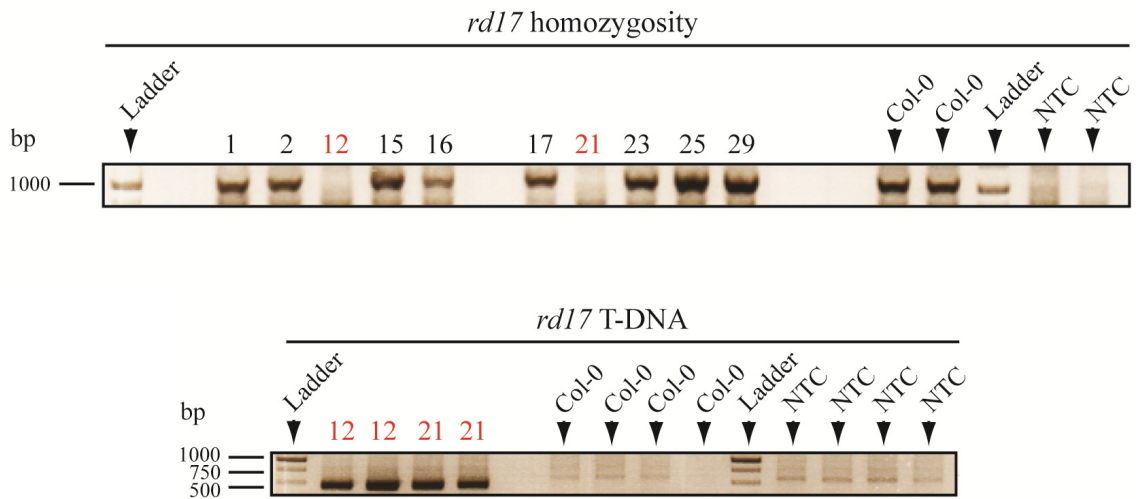 rd17 homozygosity
Ladder Col-0 Col-0 Ladder NTC NTC
bp 1 2 12 15 16 17 21 23 25 29
1000
rd17 T-DNA
Ladder Col-0 Col-0 Col-0 Col-0 Ladder NTC NTC NTC NTC
bp 12 12 21 21
1000
750
500